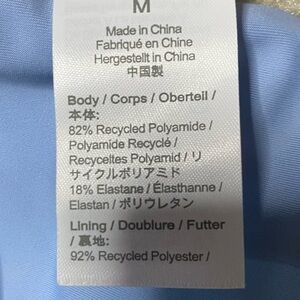 M
Made in China
Fabriqué en Chine
Hergestellt in China
中国製
Body / Corps / Oberteil /
本体:
82% Recycled Polyamide /
Polyamide Recyclé /
Recyceltes Polyamid / リ
サイクルポリアミド
18% Elastane / Élasthanne /
Elastan / ポリウレタン
Lining / Doublure / Futter
/ 裏地:
92% Recycled Polyester /